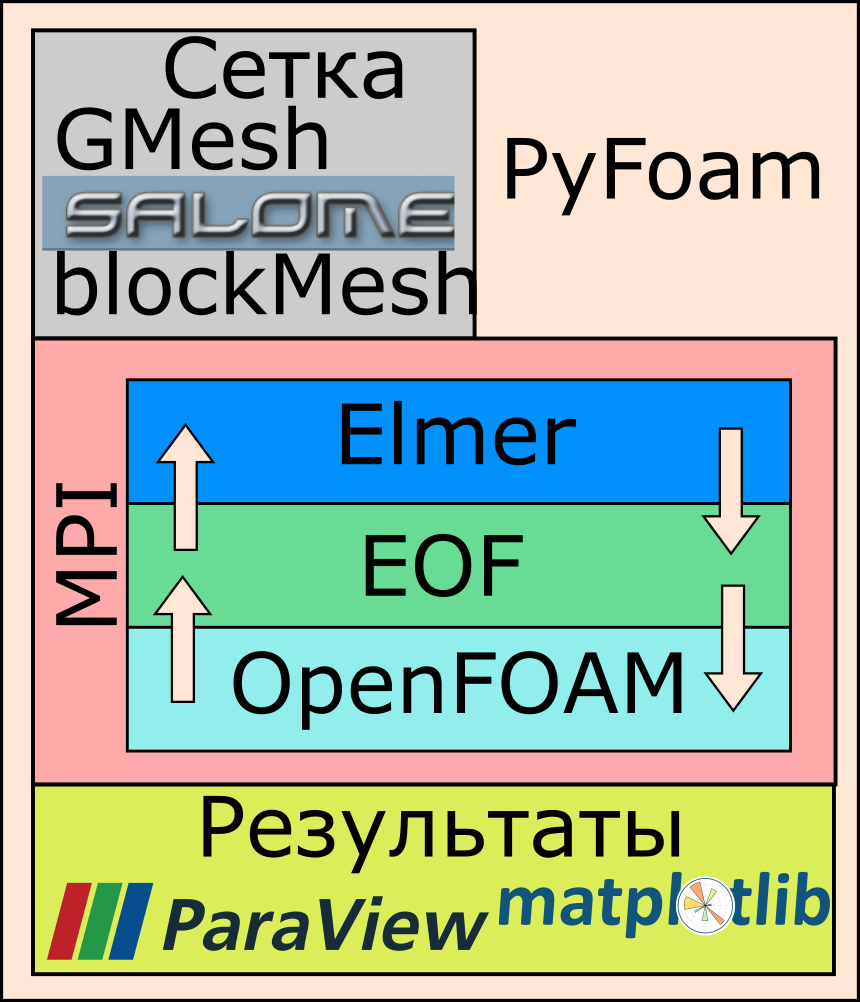 Сетка
GMesh
SALOME
blockMesh
PyFoam
MPI
Elmer
EOF
OpenFOAM
Результаты
ParaView
matplotlib